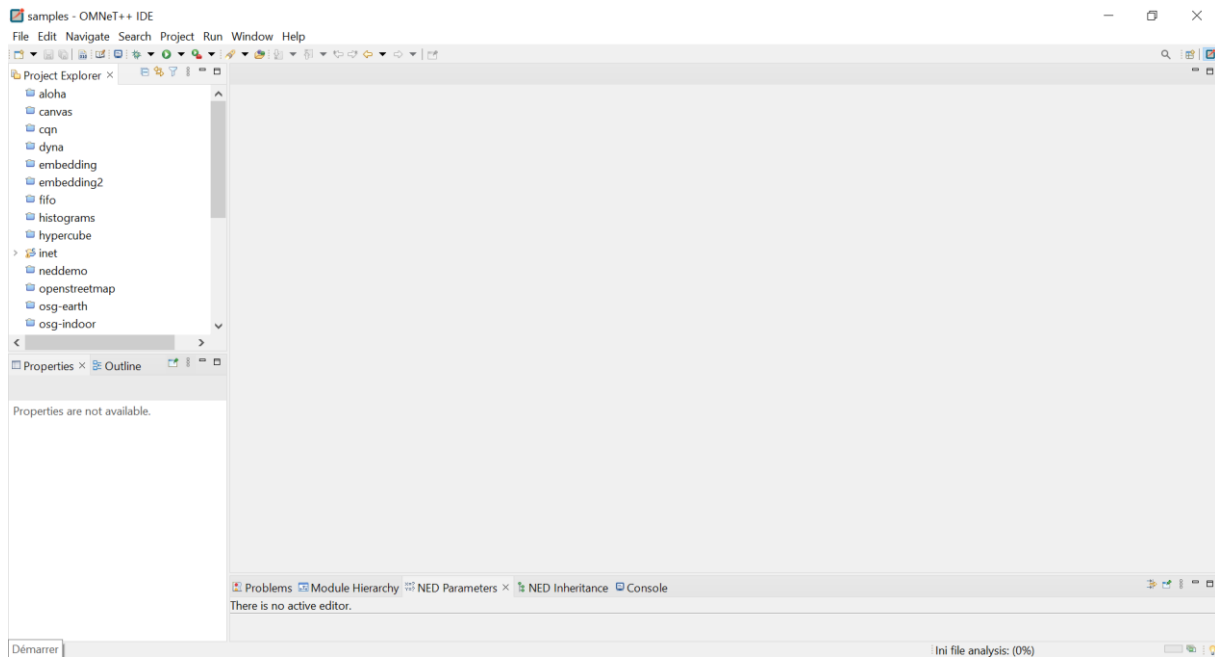 samples - OMNeT++ IDE
File Edit Navigate Search Project Run Window Help
Project Explorer
aloha
canvas
cqn
dyna
embedding
embedding2
fifo
histograms
hypercube
inet
neddemo
openstreetmap
osg-earth
osg-indoor
Properties Outline
Properties are not available.
Problems Module Hierarchy NED Parameters NED Inheritance Console
There is no active editor.
Démarrer
Ini file analysis: (0%)